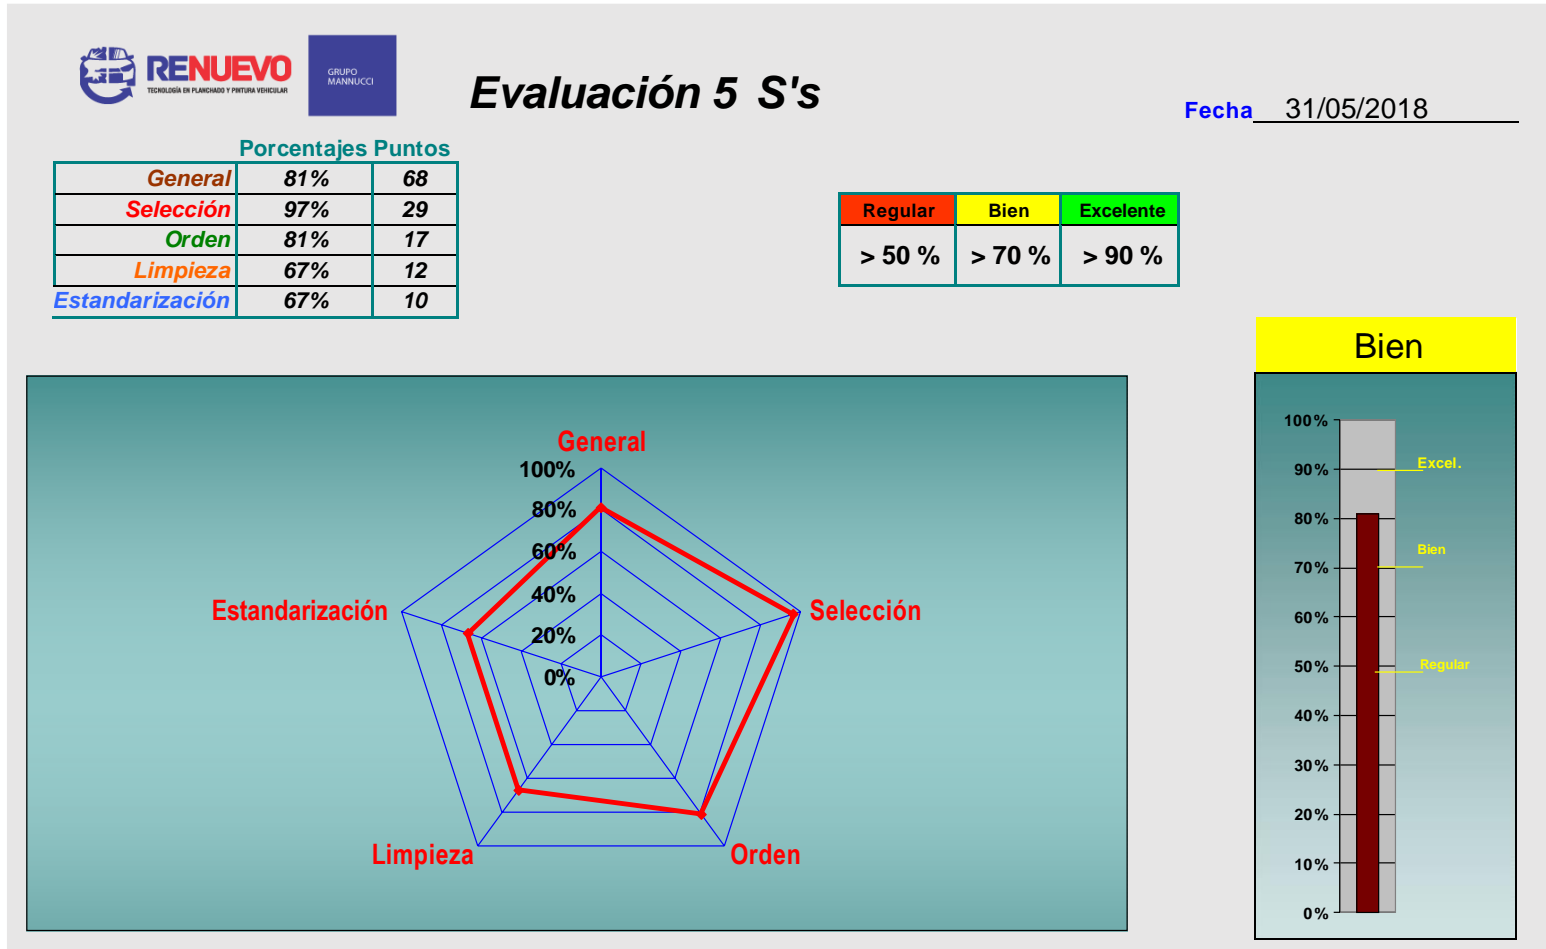 RENUEVO
TECNOLOGÍA EN PLANCHADO Y PINTURA VEHICULAR
GRUPO
MANNUCCI
Evaluación 5 S's
Fecha 31/05/2018
Porcentajes Puntos
General 81% 68
Selección 97% 29
Orden 81% 17
Limpieza 67% 12
Estandarización 67% 10
Regular Bien Excelente
> 50 % > 70 % > 90 %
Bien
General
100%
80%
60%
40%
20%
0%
Estandarización
Selección
Limpieza
Orden
100%
90%
80%
70%
60%
50%
40%
30%
20%
10%
0%
Excel.
Bien
Regular